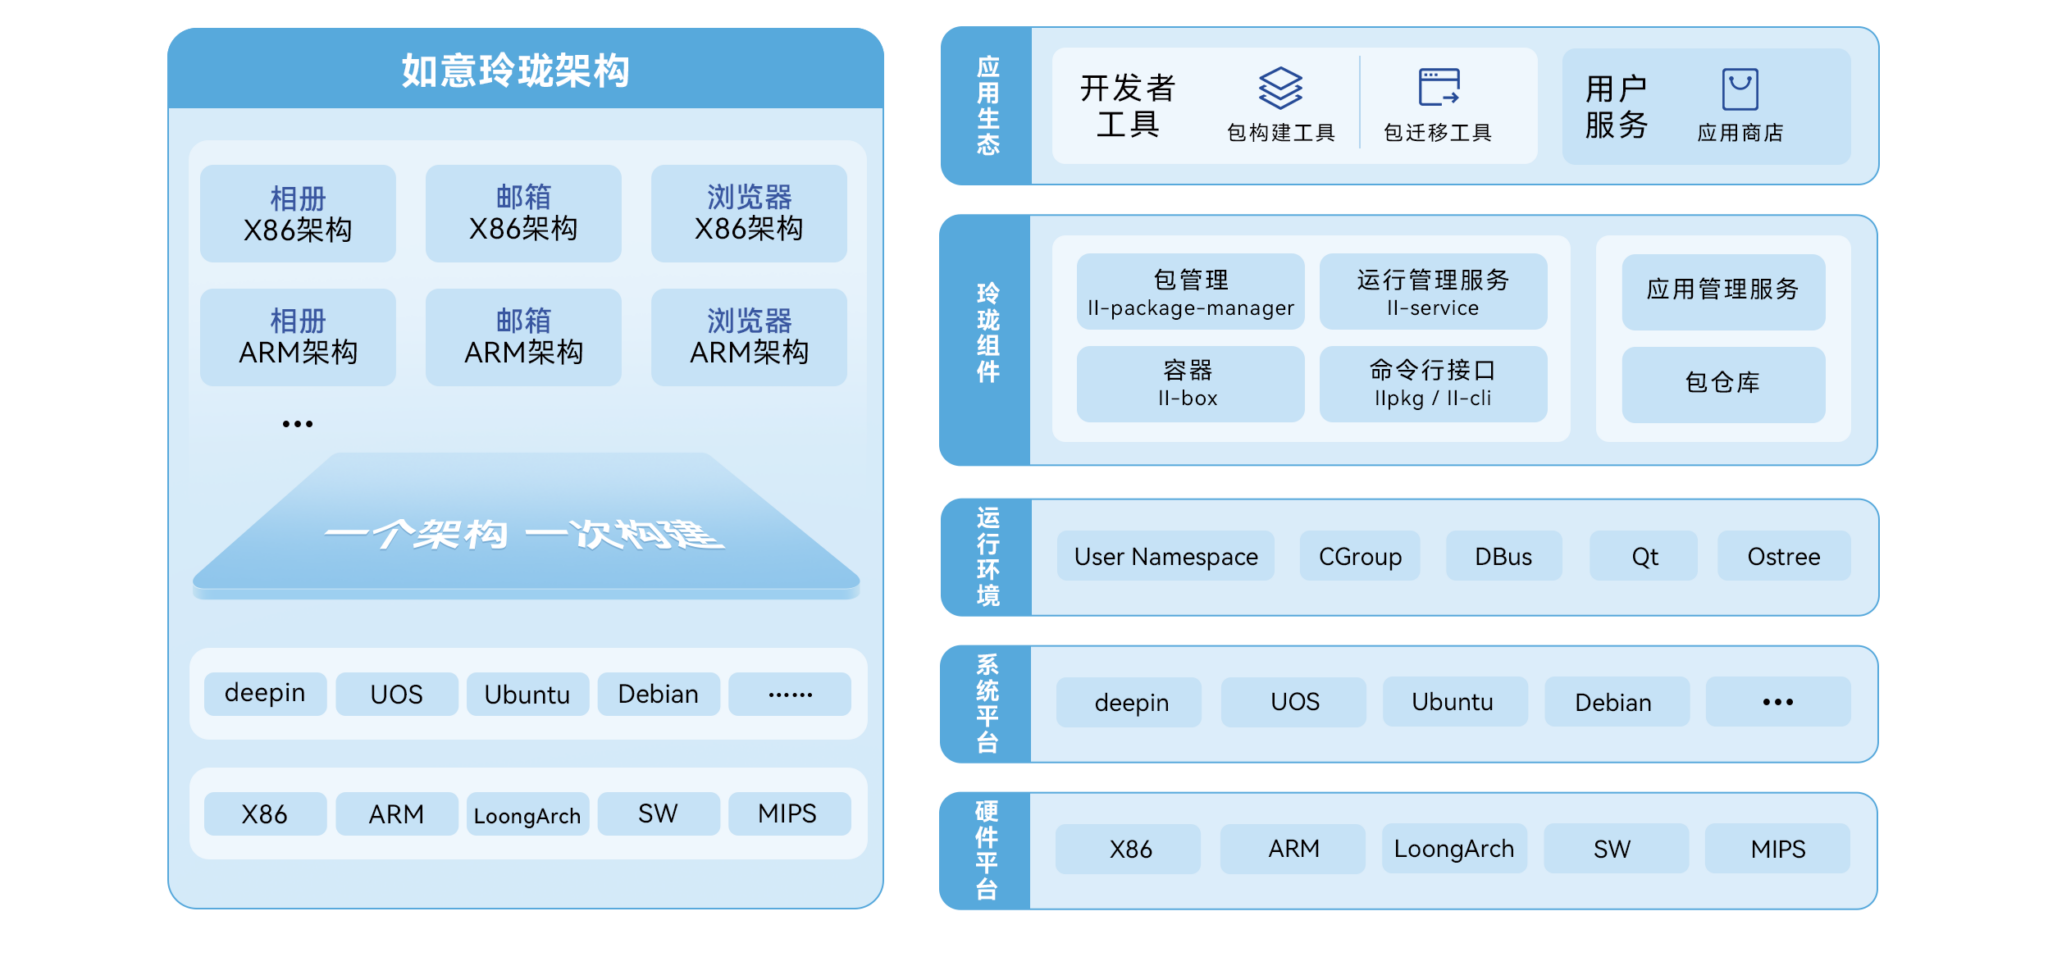 如意玲珑架构
相册
X86架构
邮箱
X86架构
浏览器
X86架构
相册
ARM架构
邮箱
ARM架构
浏览器
ARM架构
•••
一个架构 一次构建
deepin
UOS
Ubuntu
Debian
······
X86
ARM
LoongArch
SW
MIPS
应用生态
开发者
工具
包构建工具
包迁移工具
用户
服务
应用商店
玲珑组件
包管理
ll-package-manager
运行管理服务
ll-service
容器
ll-box
命令行接口
llpkg / ll-cli
应用管理服务
包仓库
运行环境
User Namespace
CGroup
DBus
Qt
Ostree
系统平台
deepin
UOS
Ubuntu
Debian
•••
硬件平台
X86
ARM
LoongArch
SW
MIPS